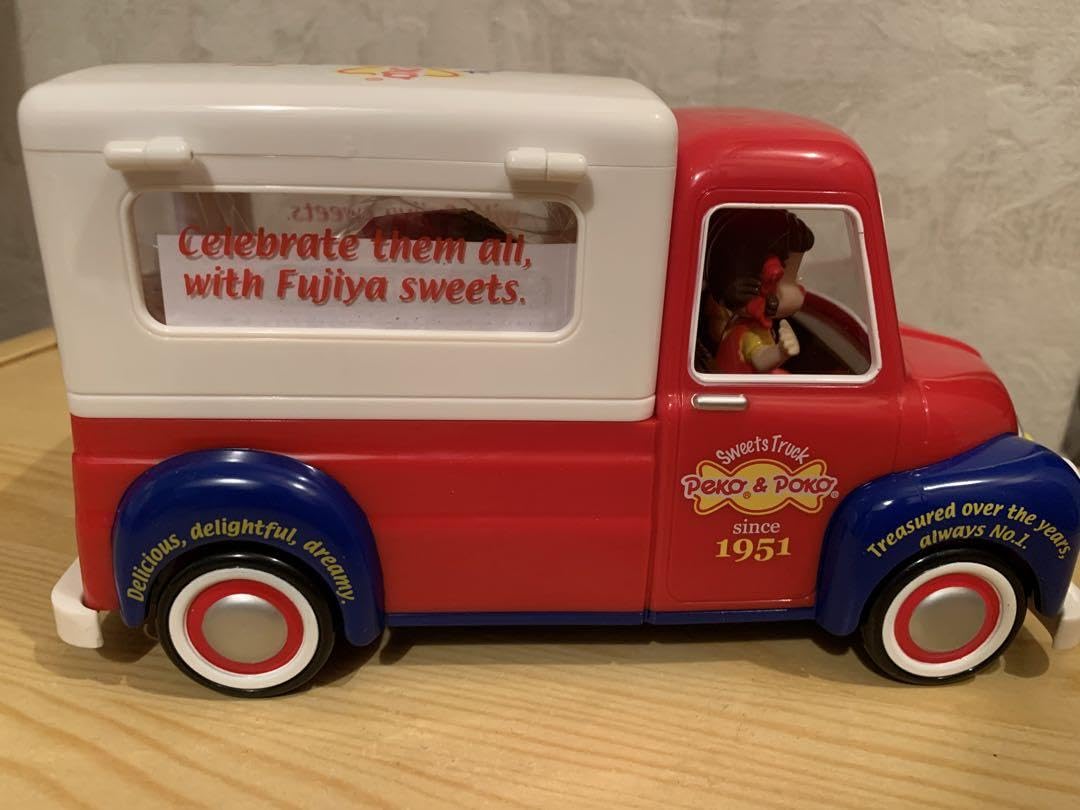 Celebrate them all,
with Fujiya sweets.
Sweets Truck
Peko® & Poko®
since
1951
Delicious, delightful, dreamy.
Treasured over the years,
always No.1.